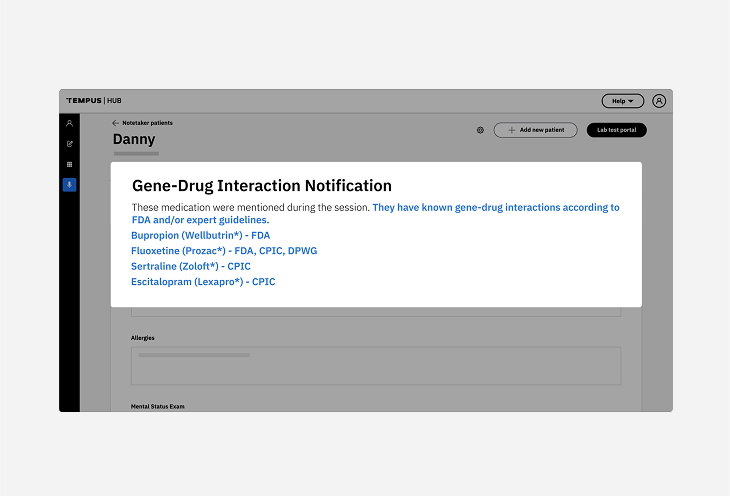 TEMPUS | HUB
Help
Notetaker patients
Danny
Add new patient
Lab test portal
Gene-Drug Interaction Notification
These medication were mentioned during the session. They have known gene-drug interactions according to
FDA and/or expert guidelines.
Bupropion (Wellbutrin*) - FDA
Fluoxetine (Prozac*) - FDA, CPIC, DPWG
Sertraline (Zoloft*) - CPIC
Escitalopram (Lexapro*) - CPIC
Allergies
Mental Status Exam